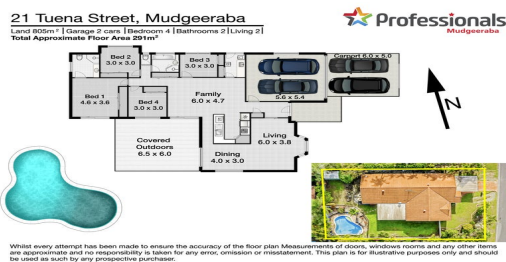 21 Tuena Street, Mudgeeraba
Land 805m² | Garage 2 cars | Bedroom 4 | Bathrooms 2 | Living 2 |
Total Approximate Floor Area 291m²
Professionals
Mudgeeraba
Bed 2
3.0 x 3.0
Bed 3
3.0 x 3.0
Carport 6.0 x 5.0
5.6 x 5.4
Bed 1
4.6 x 3.6
Bed 4
3.0 x 3.0
Family
6.0 x 4.7
N
Covered
Outdoors
6.5 x 6.0
Living
6.0 x 3.8
Dining
4.0 x 3.0
Whilst every attempt has been made to ensure the accuracy of the floor plan Measurements of doors, windows rooms and any other items
are approximate and no responsibility is taken for any error, omission or misstatement. This plan is for illustrative purposes only and should
be used as such by any prospective purchaser.